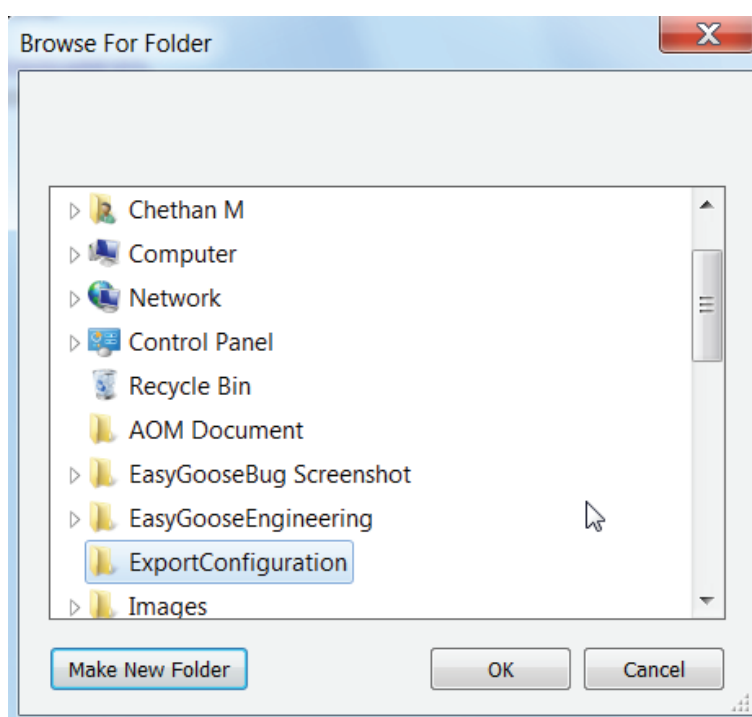 Browse For Folder
Chethan M
Computer
Network
Control Panel
Recycle Bin
AOM Document
EasyGooseBug Screenshot
EasyGooseEngineering
ExportConfiguration
Images
Make New Folder
OK
Cancel